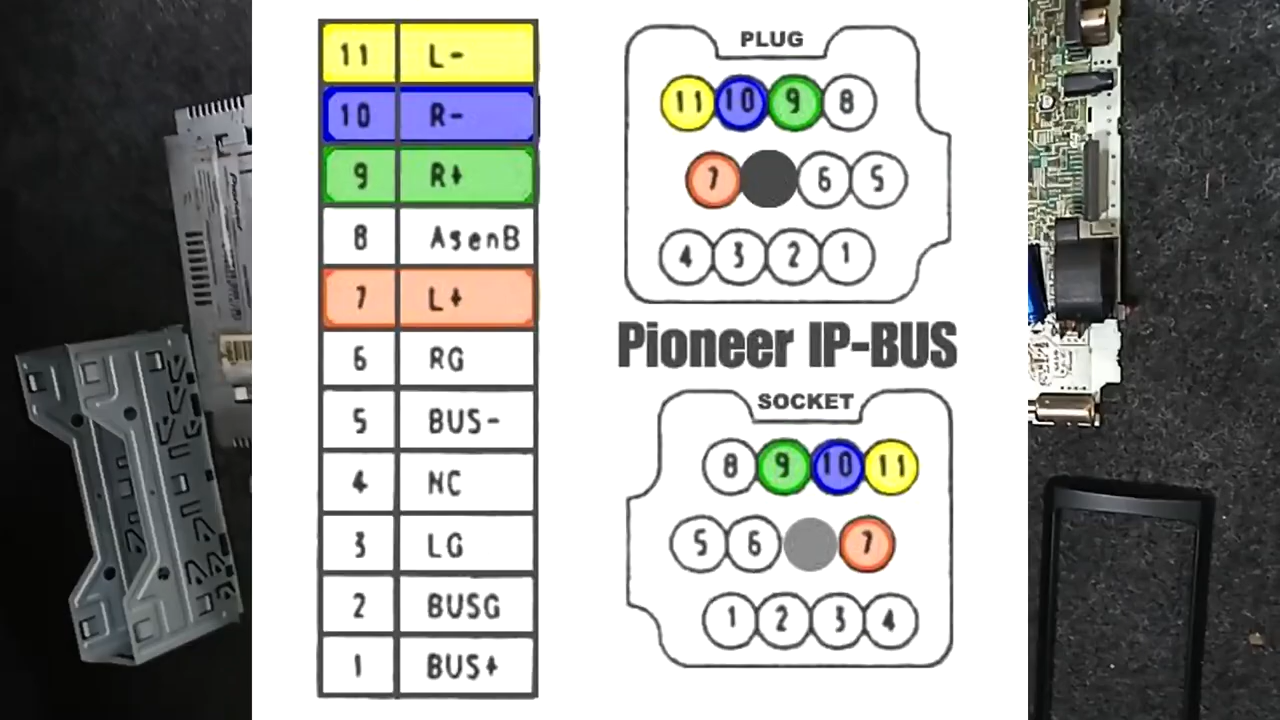 11 L-
10 R-
9 R+
8 AsenB
7 L+
6 RG
5 BUS-
4 NC
3 LG
2 BUSG
1 BUS+
PLUG
11 10 9 8
7 6 5
4 3 2 1
Pioneer IP-BUS
SOCKET
8 9 10 11
5 6 7
1 2 3 4
Pioneer